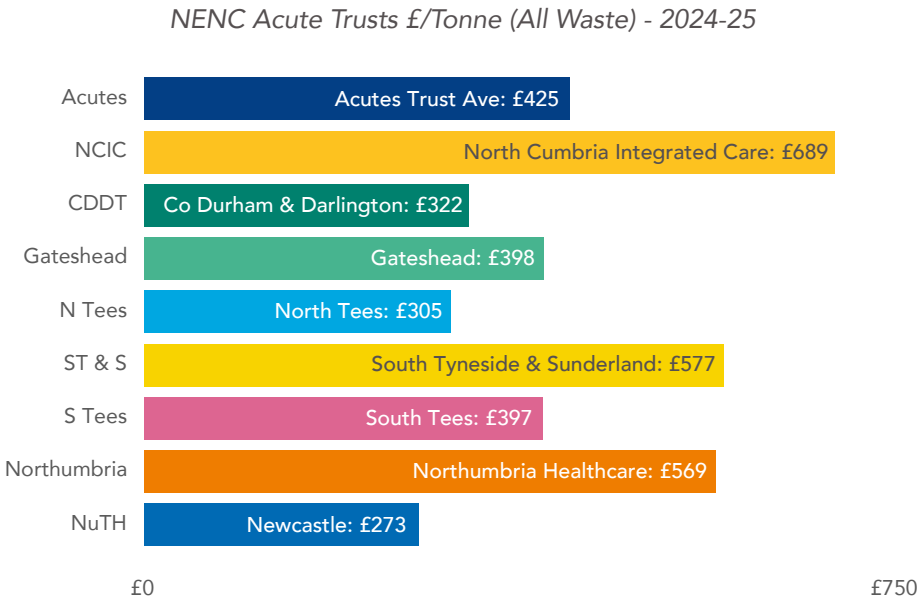 NENC Acute Trusts £/Tonne (All Waste) - 2024-25
Acutes
Acutes Trust Ave: £425
NCIC
North Cumbria Integrated Care: £689
CDDT
Co Durham & Darlington: £322
Gateshead
Gateshead: £398
N Tees
North Tees: £305
ST & S
South Tyneside & Sunderland: £577
S Tees
South Tees: £397
Northumbria
Northumbria Healthcare: £569
NuTH
Newcastle: £273
£0
£750